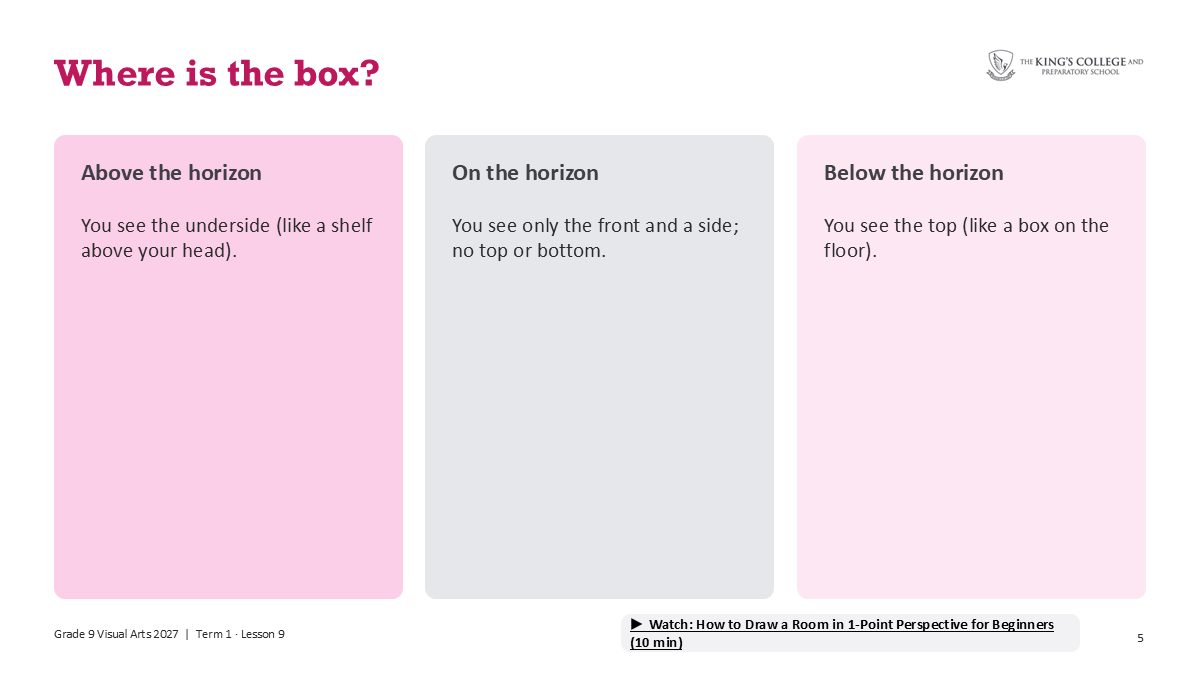 Where is the box?
THE KING'S COLLEGE AND
PREPARATORY SCHOOL
Above the horizon
You see the underside (like a shelf
above your head).
On the horizon
You see only the front and a side;
no top or bottom.
Below the horizon
You see the top (like a box on the
floor).
Grade 9 Visual Arts 2027 | Term 1 · Lesson 9
▶ Watch: How to Draw a Room in 1-Point Perspective for Beginners
(10 min)
5